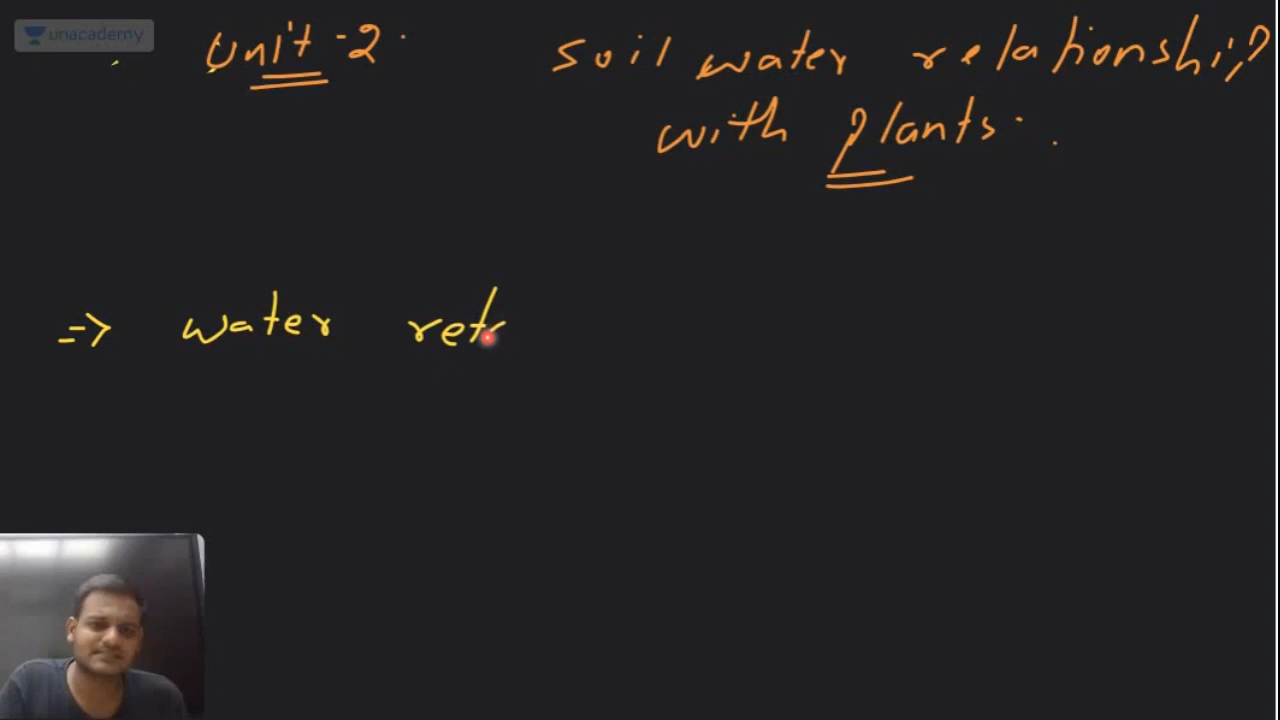 unacademy
Unit-2.
Soil water relationship
with plants.
=> water ret